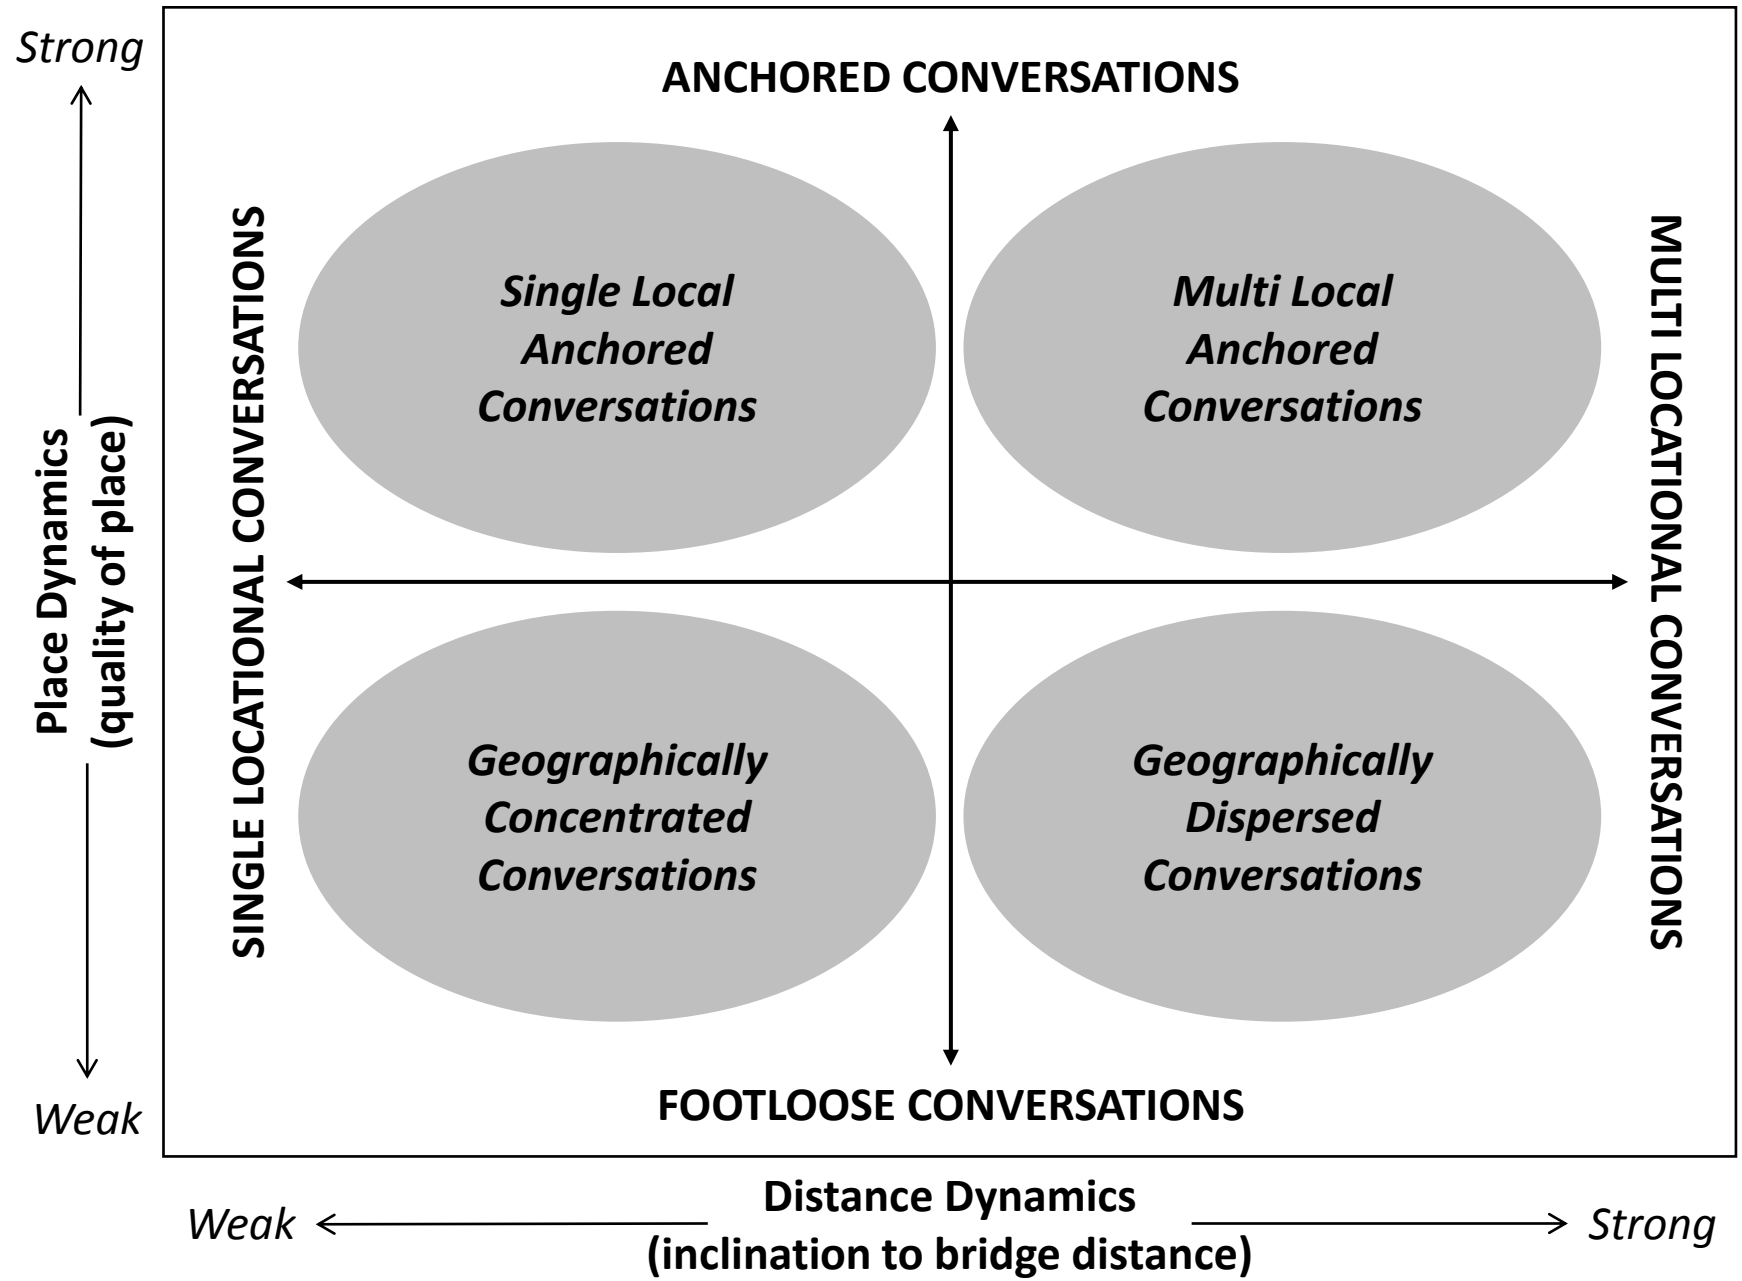 Strong
ANCHORED CONVERSATIONS
SINGLE LOCATIONAL CONVERSATIONS
Single Local
Anchored
Conversations
Multi Local
Anchored
Conversations
MULTI LOCATIONAL CONVERSATIONS
Place Dynamics
(quality of place)
Geographically
Concentrated
Conversations
Geographically
Dispersed
Conversations
Weak
FOOTLOOSE CONVERSATIONS
Weak
Distance Dynamics
(inclination to bridge distance)
Strong